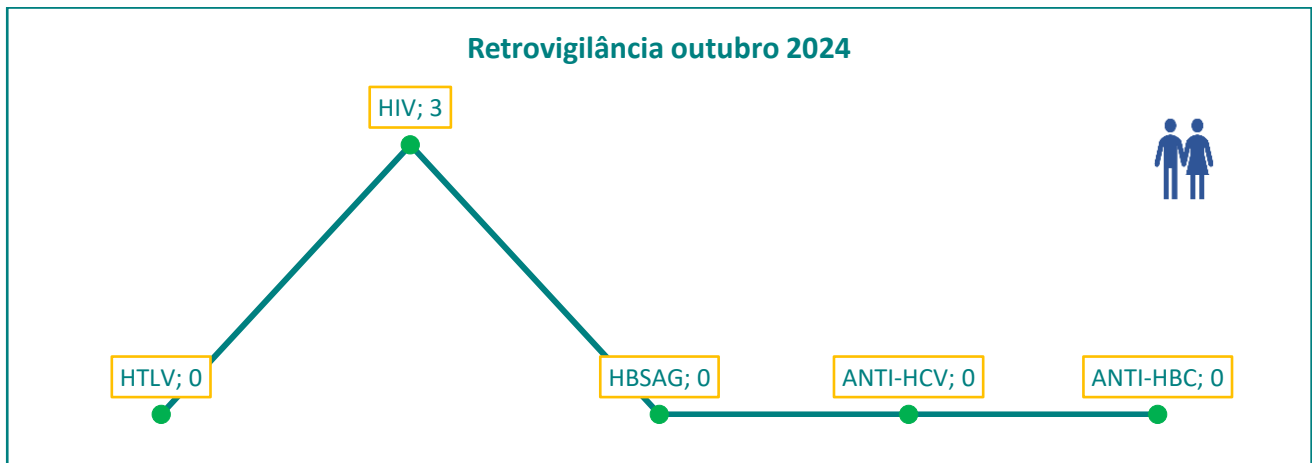 Retrovigilância outubro 2024
HIV; 3
HTLV; 0
HBSAG; 0
ANTI-HCV; 0
ANTI-HBC; 0